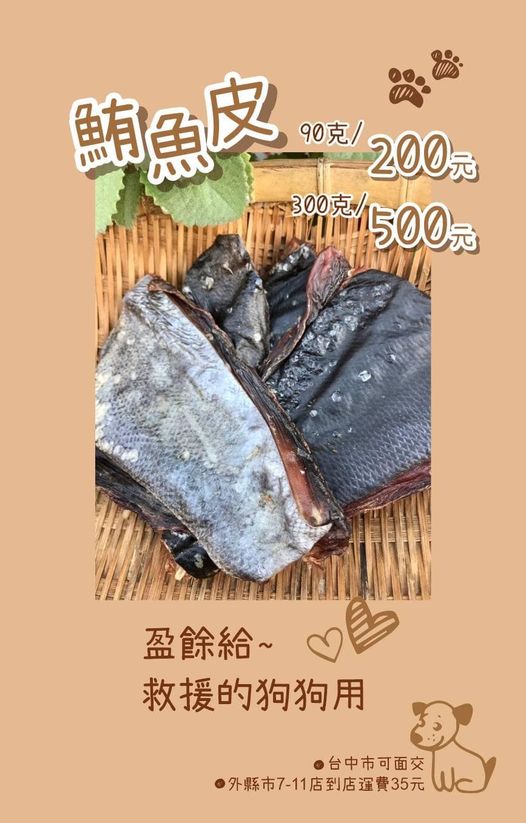 鮪魚皮
90克/200元
300克/500元
盈餘給~
救援的狗狗用
●台中市可面交
●外縣市7-11店到店運費35元